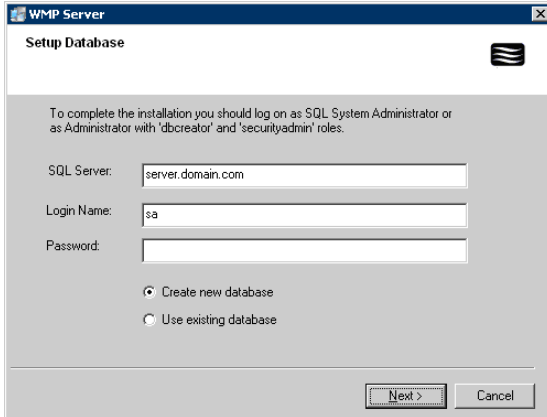 WMP Server
Setup Database
To complete the installation you should log on as SQL System Administrator or
as Administrator with 'dbcreator' and 'securityadmin' roles.
SQL Server:
server.domain.com
Login Name:
sa
Password:
Create new database
Use existing database
Next >
Cancel